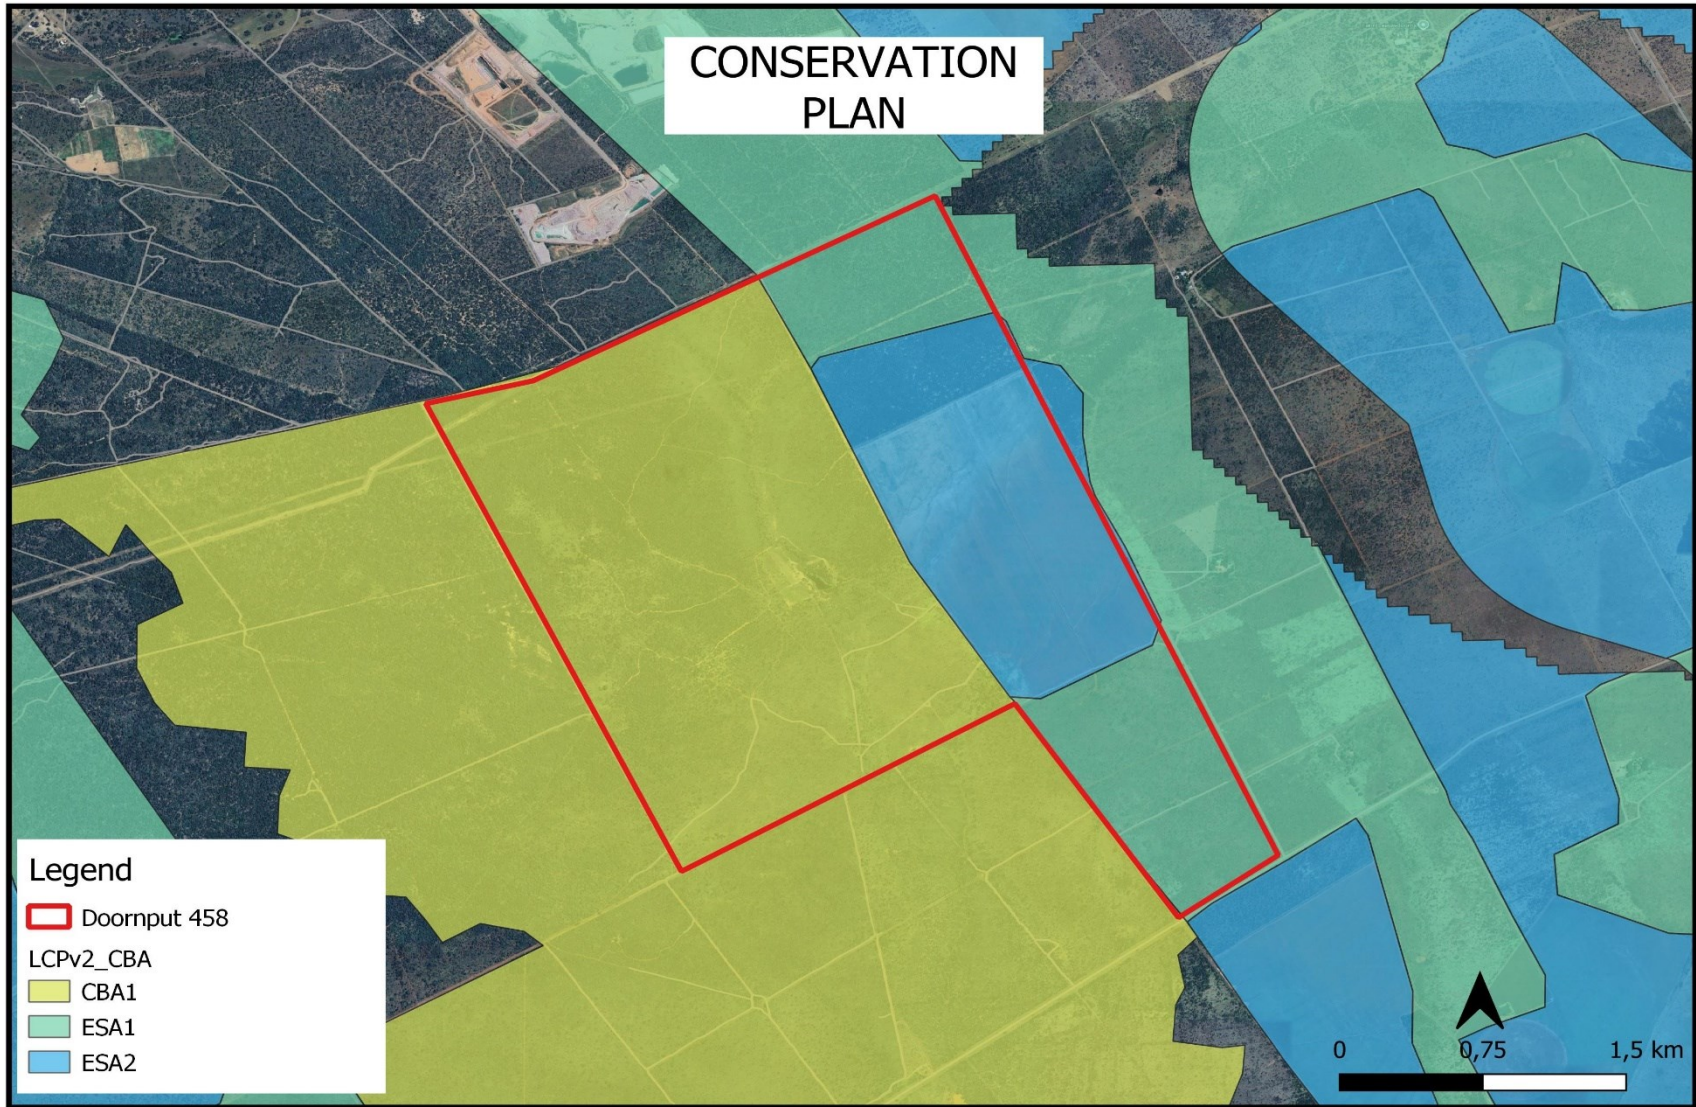 CONSERVATION
PLAN
Legend
Doornput 458
LCPv2_CBA
CBA1
ESA1
ESA2
0 0,75 1,5 km